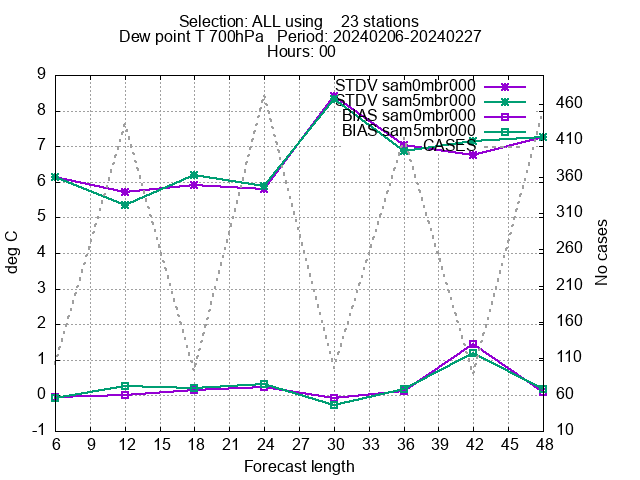 Selection: ALL using    23 stations
Dew point T 700hPa   Period: 20240206-20240227
Hours: 00
STDV sam0mbr000
STDV sam5mbr000
BIAS sam0mbr000
BIAS sam5mbr000
CASES
deg C
9
8
7
6
5
4
3
2
1
0
-1
460
410
360
310
260
210
160
110
60
10
No cases
6 9 12 15 18 21 24 27 30 33 36 39 42 45 48
Forecast length